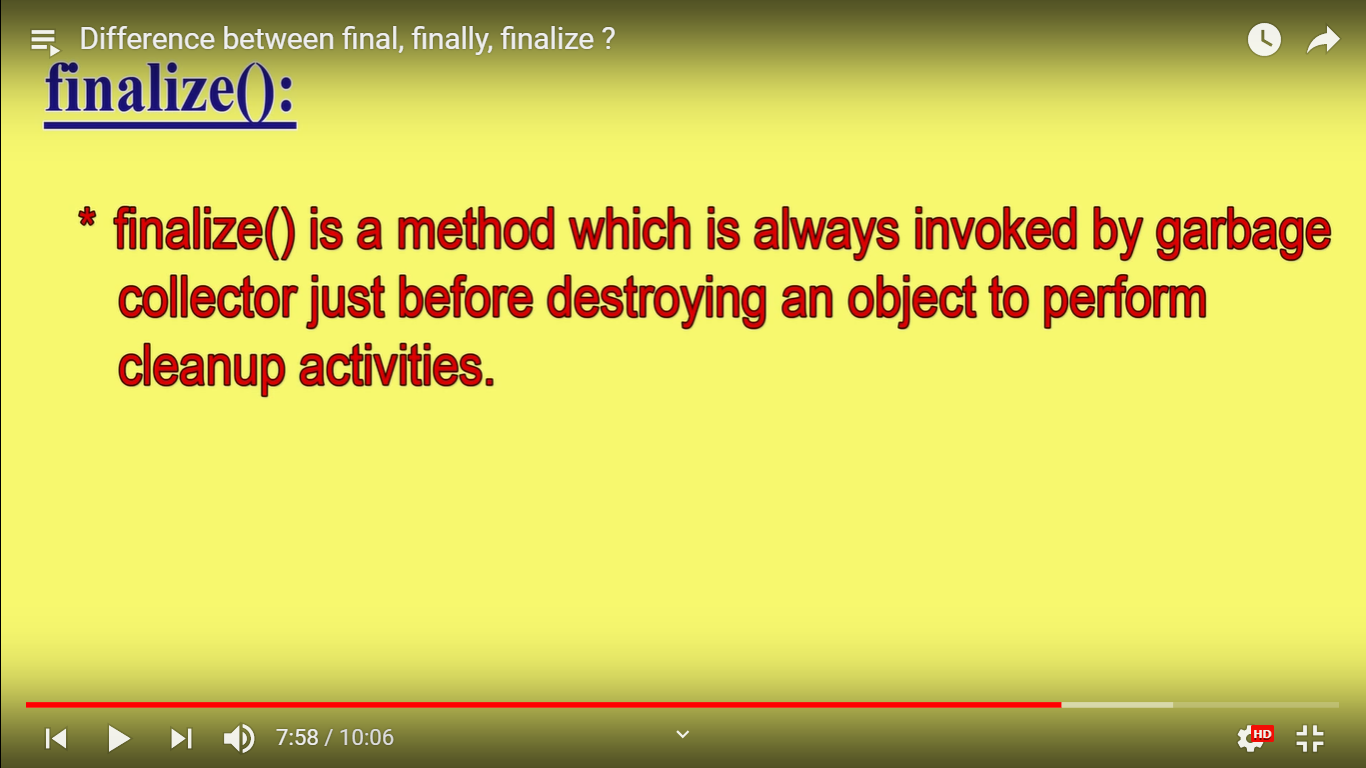 Difference between final, finally, finalize ?
finalize():
* finalize() is a method which is always invoked by garbage
collector just before destroying an object to perform
cleanup activities.
7:58 / 10:06
HD